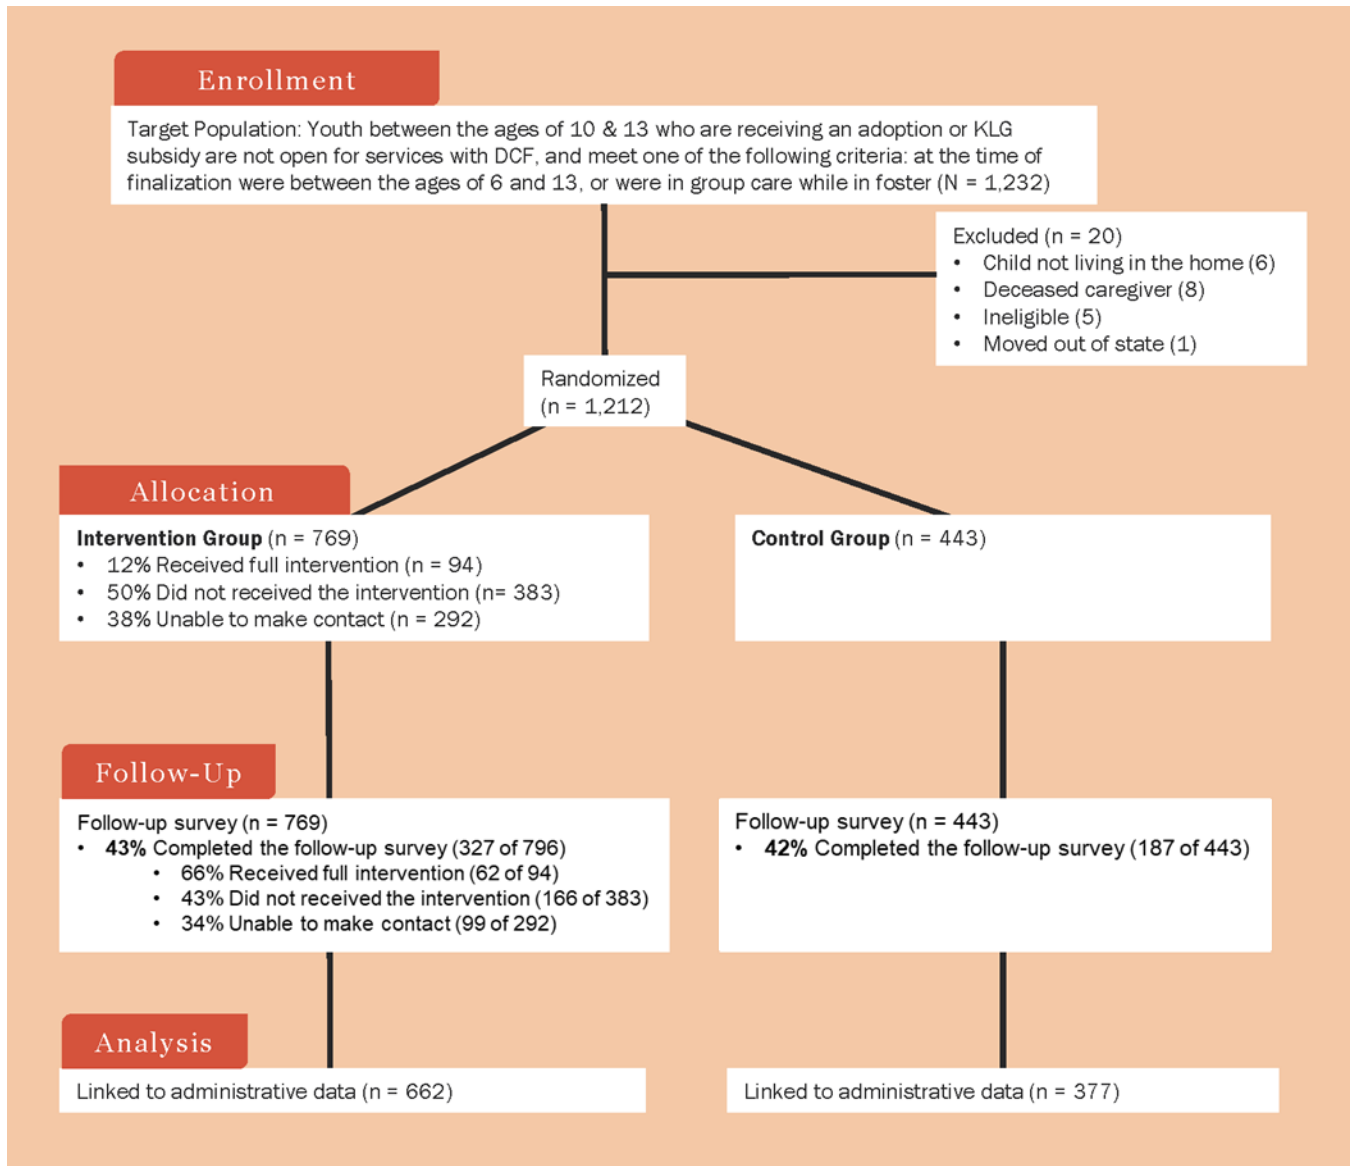 Enrollment
Target Population: Youth between the ages of 10 & 13 who are receiving an adoption or KLG
subsidy are not open for services with DCF, and meet one of the following criteria: at the time of
finalization were between the ages of 6 and 13, or were in group care while in foster (N = 1,232)
Excluded (n = 20)
• Child not living in the home (6)
• Deceased caregiver (8)
• Ineligible (5)
• Moved out of state (1)
Randomized
(n = 1,212)
Allocation
Intervention Group (n = 769)
• 12% Received full intervention (n = 94)
• 50% Did not received the intervention (n= 383)
• 38% Unable to make contact (n = 292)
Control Group (n = 443)
Follow-Up
Follow-up survey (n = 769)
• 43% Completed the follow-up survey (327 of 796)
• 66% Received full intervention (62 of 94)
• 43% Did not received the intervention (166 of 383)
• 34% Unable to make contact (99 of 292)
Follow-up survey (n = 443)
• 42% Completed the follow-up survey (187 of 443)
Analysis
Linked to administrative data (n = 662)
Linked to administrative data (n = 377)